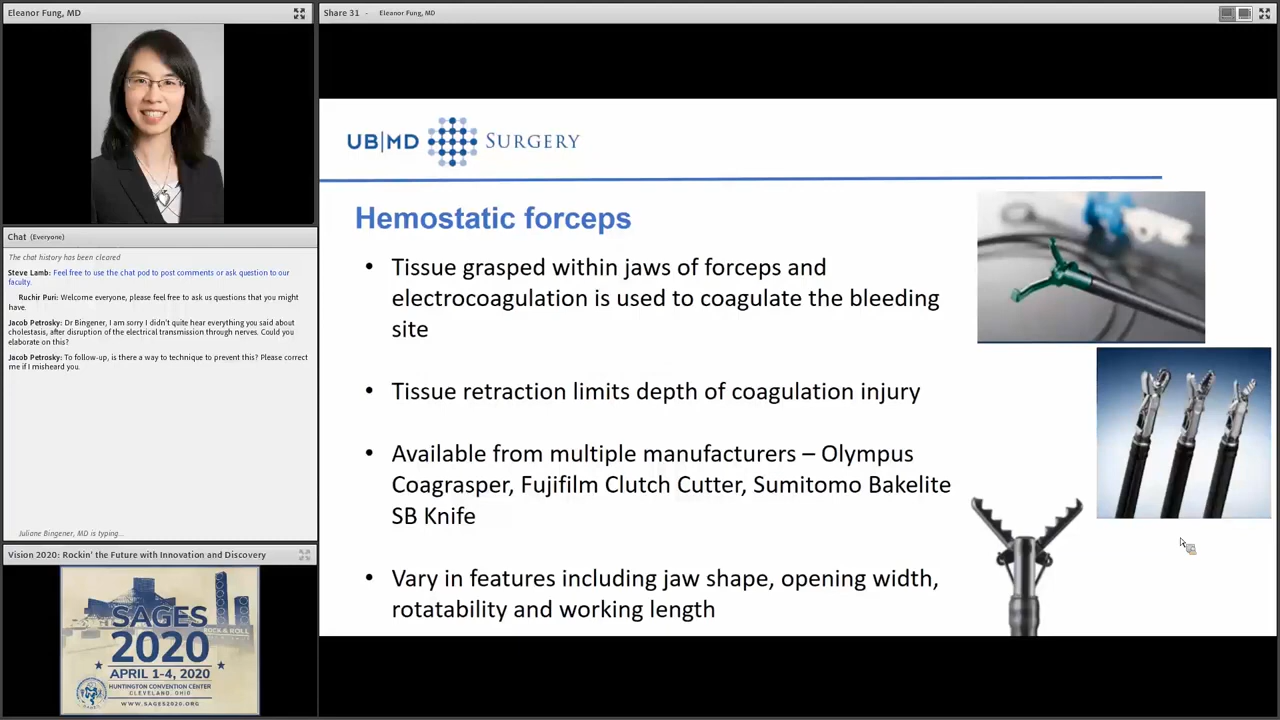 Eleanor Fung, MD
Share 31 - Eleanor Fung, MD
Chat (Everyone)
The chat history has been cleared
Steve Lamb: Feel free to use the chat pod to post comments or ask question to our
faculty.
Ruchir Puri: Welcome everyone, please feel free to ask us questions that you might
have.
Jacob Petrosky: Dr Bingener, I am sorry I didn't quite hear everything you said about
cholestasis, after disruption of the electrical transmission through nerves. Could you
elaborate on this?
Jacob Petrosky: To follow-up, is there a way to technique to prevent this? Please correct
me if I misheard you.
Juliane Bingener, MD is typing...
Vision 2020: Rockin' the Future with Innovation and Discovery
SAGES
ROCK & ROLL
2020
APRIL 1-4, 2020
HUNTINGTON CONVENTION CENTER
CLEVELAND, OHIO
WWW.SAGES2020.ORG
UB|MD SURGERY
Hemostatic forceps
• Tissue grasped within jaws of forceps and
electrocoagulation is used to coagulate the bleeding
site
• Tissue retraction limits depth of coagulation injury
• Available from multiple manufacturers – Olympus
Coagrasper, Fujifilm Clutch Cutter, Sumitomo Bakelite
SB Knife
• Vary in features including jaw shape, opening width,
rotatability and working length